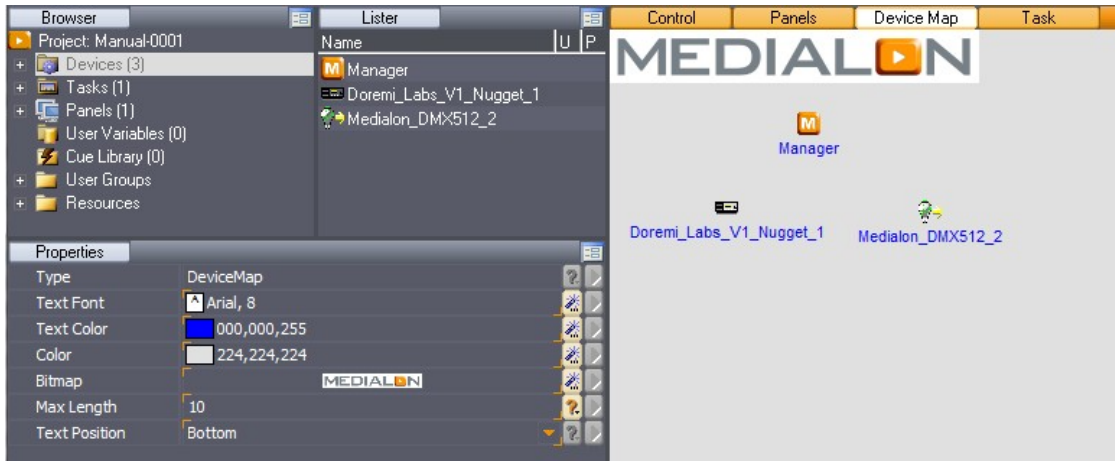 Browser
Project: Manual-0001
Devices (3)
Tasks (1)
Panels (1)
User Variables (0)
Cue Library (0)
User Groups
Resources
Lister
Name U P
Manager
Doremi_Labs_V1_Nugget_1
Medialon_DMX512_2
Properties
Type DeviceMap
Text Font Arial, 8
Text Color 000,000,255
Color 224,224,224
Bitmap MEDIALON
Max Length 10
Text Position Bottom
Control Panels Device Map Task
MEDIALON
Manager
Doremi_Labs_V1_Nugget_1
Medialon_DMX512_2